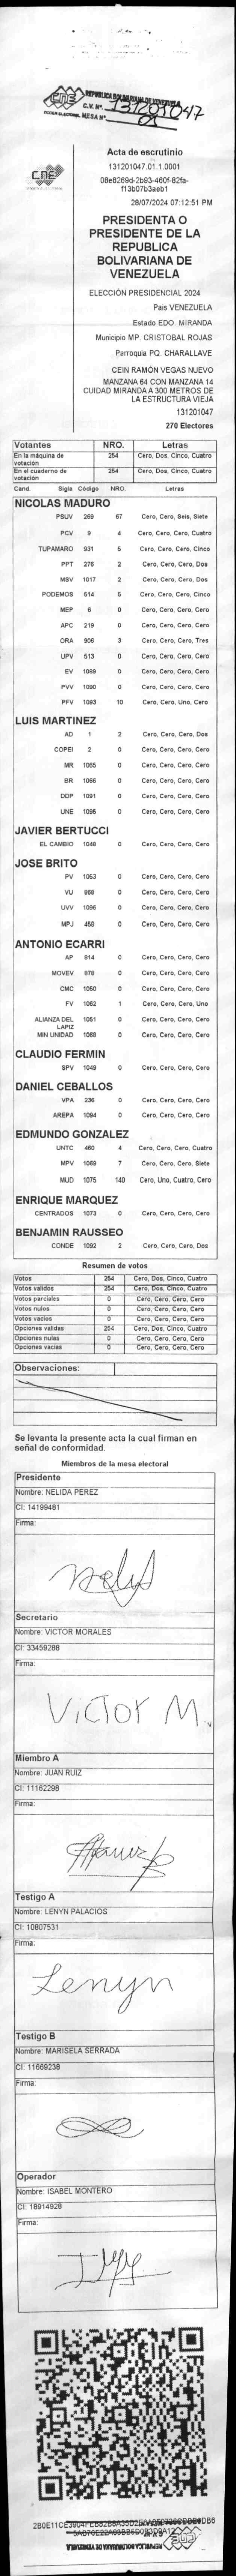 CNE
REPUBLICA BOLIVARIANA DE VENEZUELA
C.V. Nº. 131201047
PODER ELECTORAL MESA Nº 01
CNE
Acta de escrutinio
131201047.01.1.0001
08e8269d-2b93-460f-82fa-
f13b07b3aeb1
28/07/2024 07:12:51 PM
PRESIDENTA O
PRESIDENTE DE LA
REPUBLICA
BOLIVARIANA DE
VENEZUELA
ELECCIÓN PRESIDENCIAL 2024
Pais VENEZUELA
Estado EDO. MIRANDA
Municipio MP. CRISTOBAL ROJAS
Parroquia PQ. CHARALLAVE
CEIN RAMÓN VEGAS NUEVO
MANZANA 64 CON MANZANA 14
CUIDAD MIRANDA A 300 METROS DE
LA ESTRUCTURA VIEJA
131201047
270 Electores
Votantes NRO. Letras
En la máquina de votación 254 Cero, Dos, Cinco, Cuatro
En el cuaderno de votación 254 Cero, Dos, Cinco, Cuatro
Cand. Sigla Código NRO. Letras
NICOLAS MADURO
PSUV 269 67 Cero, Cero, Seis, Siete
PCV 9 4 Cero, Cero, Cero, Cuatro
TUPAMARO 931 5 Cero, Cero, Cero, Cinco
PPT 275 2 Cero, Cero, Cero, Dos
MSV 1017 2 Cero, Cero, Cero, Dos
PODEMOS 514 5 Cero, Cero, Cero, Cinco
MEP 6 0 Cero, Cero, Cero, Cero
APC 219 0 Cero, Cero, Cero, Cero
ORA 906 3 Cero, Cero, Cero, Tres
UPV 513 0 Cero, Cero, Cero, Cero
EV 1089 0 Cero, Cero, Cero, Cero
PVV 1090 0 Cero, Cero, Cero, Cero
PFV 1093 10 Cero, Cero, Uno, Cero
LUIS MARTINEZ
AD 1 2 Cero, Cero, Cero, Dos
COPEI 2 0 Cero, Cero, Cero, Cero
MR 1065 0 Cero, Cero, Cero, Cero
BR 1066 0 Cero, Cero, Cero, Cero
DDP 1091 0 Cero, Cero, Cero, Cero
UNE 1095 0 Cero, Cero, Cero, Cero
JAVIER BERTUCCI
EL CAMBIO 1048 0 Cero, Cero, Cero, Cero
JOSE BRITO
PV 1053 0 Cero, Cero, Cero, Cero
VU 969 0 Cero, Cero, Cero, Cero
UVV 1096 0 Cero, Cero, Cero, Cero
MPJ 458 0 Cero, Cero, Cero, Cero
ANTONIO ECARRI
AP 814 0 Cero, Cero, Cero, Cero
MOVEV 878 0 Cero, Cero, Cero, Cero
CMC 1050 0 Cero, Cero, Cero, Cero
FV 1062 1 Cero, Cero, Cero, Uno
ALIANZA DEL LAPIZ 1051 0 Cero, Cero, Cero, Cero
MIN UNIDAD 1088 0 Cero, Cero, Cero, Cero
CLAUDIO FERMIN
SPV 1049 0 Cero, Cero, Cero, Cero
DANIEL CEBALLOS
VPA 236 0 Cero, Cero, Cero, Cero
AREPA 1094 0 Cero, Cero, Cero, Cero
EDMUNDO GONZALEZ
UNTC 460 4 Cero, Cero, Cero, Cuatro
MPV 1069 7 Cero, Cero, Cero, Siete
MUD 1075 140 Cero, Uno, Cuatro, Cero
ENRIQUE MARQUEZ
CENTRADOS 1073 0 Cero, Cero, Cero, Cero
BENJAMIN RAUSSEO
CONDE 1092 2 Cero, Cero, Cero, Dos
Resumen de votos
Votos 254 Cero, Dos, Cinco, Cuatro
Votos validos 254 Cero, Dos, Cinco, Cuatro
Votos parciales 0 Cero, Cero, Cero, Cero
Votos nulos 0 Cero, Cero, Cero, Cero
Votos vacios 0 Cero, Cero, Cero, Cero
Opciones validas 254 Cero, Dos, Cinco, Cuatro
Opciones nulas 0 Cero, Cero, Cero, Cero
Opciones vacias 0 Cero, Cero, Cero, Cero
Observaciones:
Se levanta la presente acta la cual firman en
señal de conformidad.
Miembros de la mesa electoral
Presidente
Nombre: NELIDA PEREZ
CI: 14199481
Firma:
Nelyd
Secretario
Nombre: VICTOR MORALES
CI: 33459288
Firma:
Victor M.
Miembro A
Nombre: JUAN RUIZ
CI: 11162298
Firma:
Testigo A
Nombre: LENYN PALACIOS
CI: 10807531
Firma:
Lenyn
Testigo B
Nombre: MARISELA SERRADA
CI: 11669238
Firma:
Operador
Nombre: ISABEL MONTERO
CI: 18914928
Firma:
REPUBLICA BOLIVARIANA DE VENEZUELA
CNE